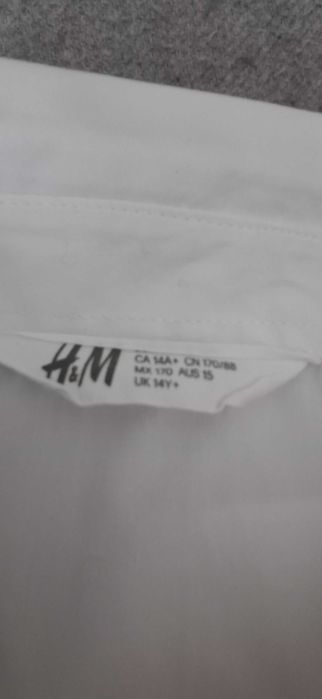 H&M
CA 14A+ CN 170/88
MX 170 AUS 15
UK 14Y+